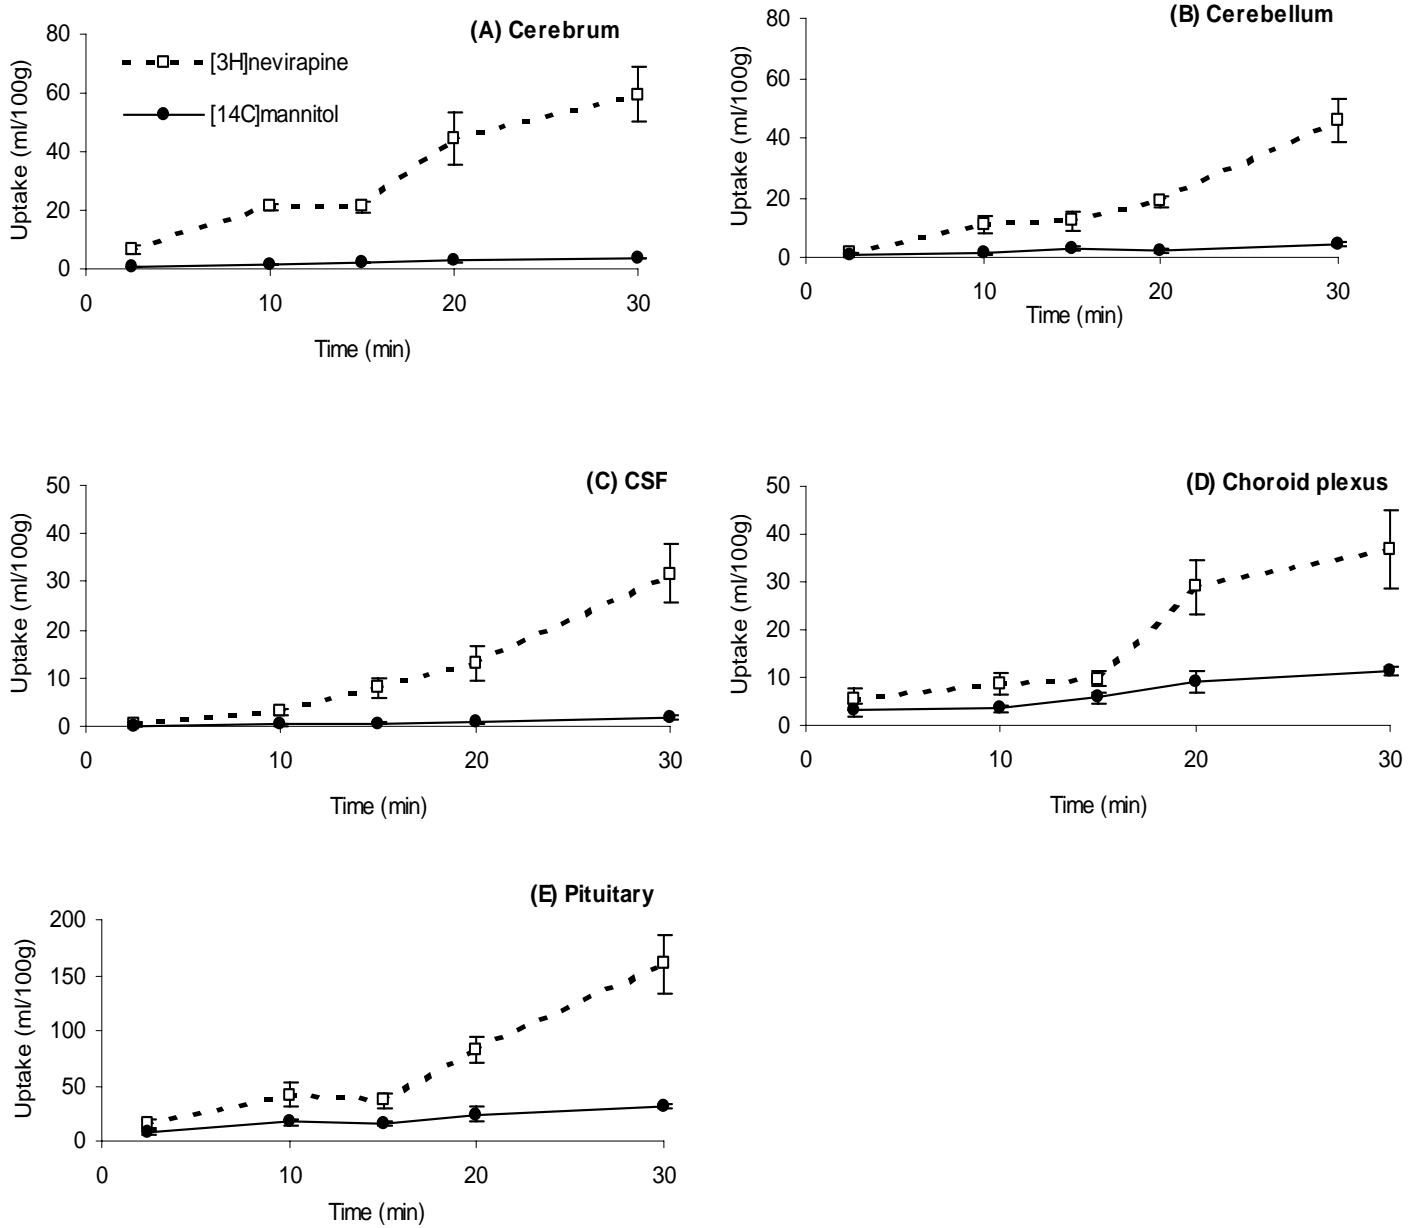 (A) Cerebrum
Uptake (ml/100g)
80
60
40
20
0
[3H]nevirapine
[14C]mannitol
0 10 20 30
Time (min)
(B) Cerebellum
Uptake (ml/100g)
80
60
40
20
0
0 10 20 30
Time (min)
(C) CSF
Uptake (ml/100g)
50
40
30
20
10
0
0 10 20 30
Time (min)
(D) Choroid plexus
Uptake (ml/100g)
50
40
30
20
10
0
0 10 20 30
Time (min)
(E) Pituitary
Uptake (ml/100g)
200
150
100
50
0
0 10 20 30
Time (min)